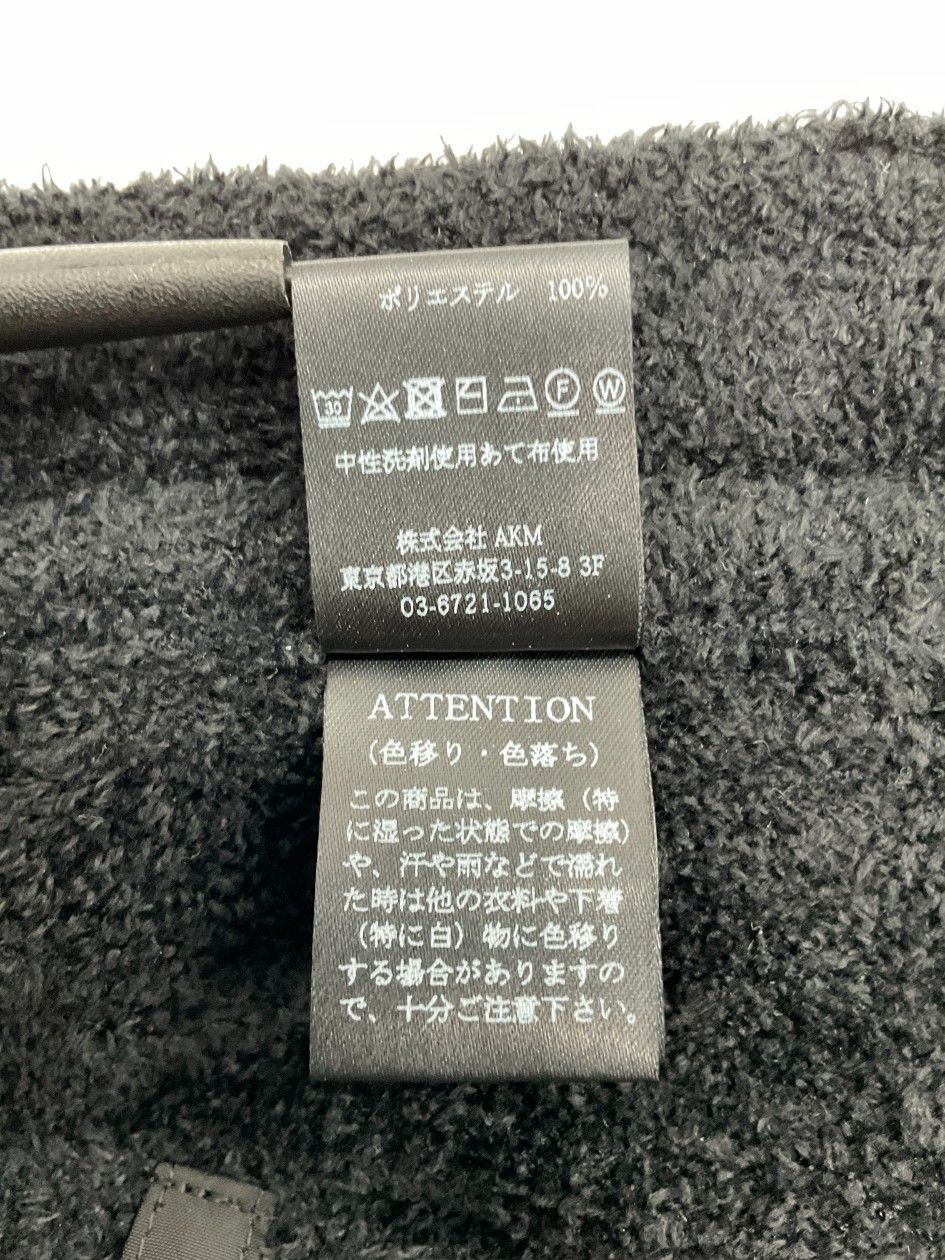 ポリエステル 100%
30 F W
中性洗剤使用あて布使用
株式会社 AKM
東京都港区赤坂3-15-8 3F
03-6721-1065
ATTENTION
(色移り・色落ち)
この商品は、摩擦(特
に湿った状態での摩擦)
や、汗や雨などで濡れ
た時は他の衣料や下着
(特に白)物に色移り
する場合がありますの
で、十分ご注意下さい。